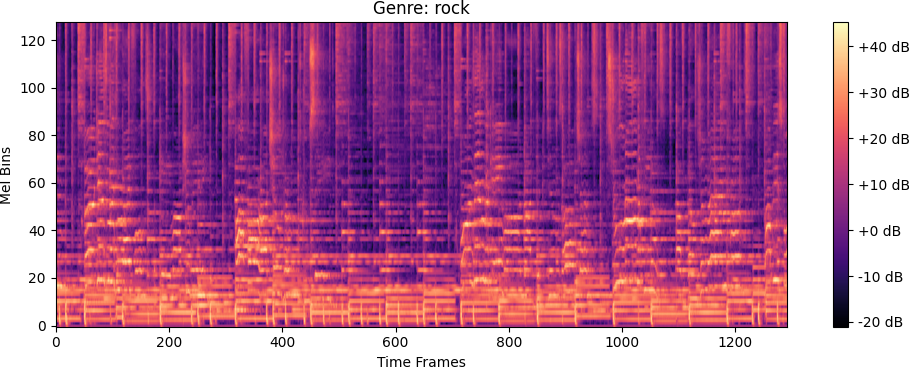 Genre: rock
Mel Bins
120
100
80
60
40
20
0
0 200 400 600 800 1000 1200
Time Frames
+40 dB
+30 dB
+20 dB
+10 dB
+0 dB
-10 dB
-20 dB